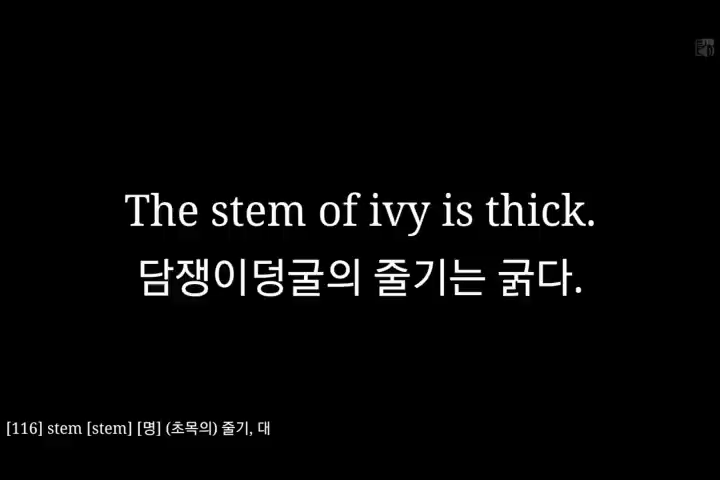 The stem of ivy is thick.
담쟁이덩굴의 줄기는 굵다.
[116] stem [stem] [명] (초목의) 줄기, 대